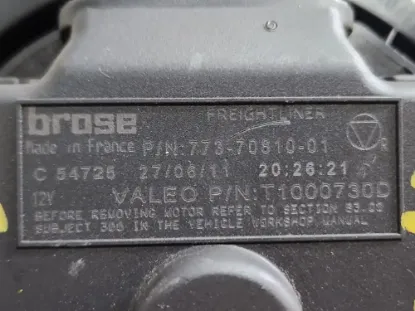 brose FREIGHTLINER
Made in France P/N:773-70810-01 R
C 54725 27/06/11 20:26:21
12V VALEO P/N:T1000730D
BEFORE REMOVING MOTOR REFER TO SECTION 83.00
SUBJECT 300 IN THE VEHICLE WORKSHOP MANUAL